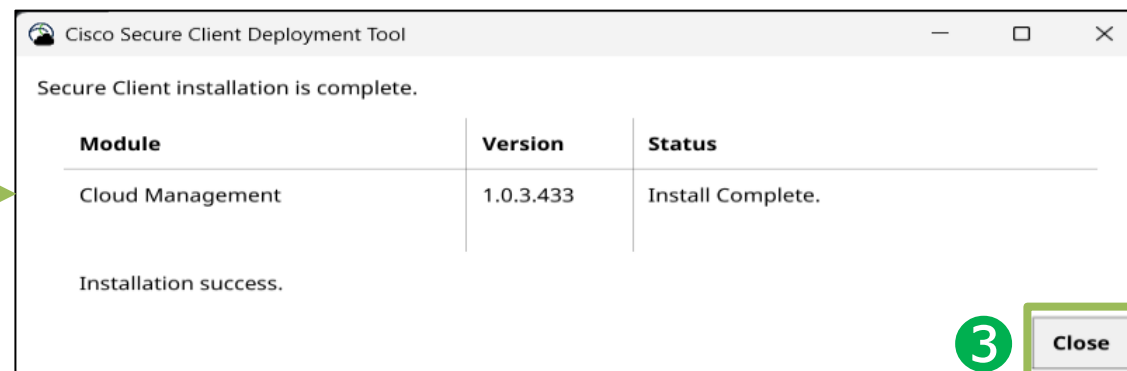 Cisco Secure Client Deployment Tool
Secure Client installation is complete.
Module Version Status
Cloud Management 1.0.3.433 Install Complete.
Installation success.
3 Close